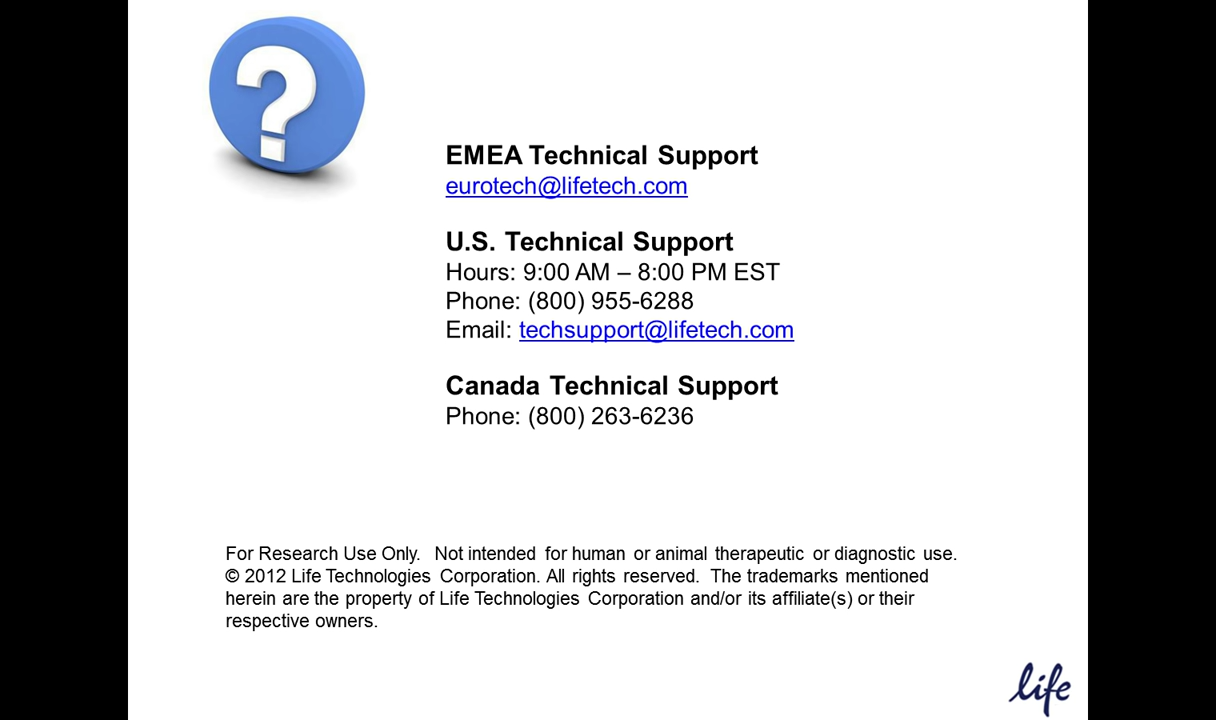 ?
EMEA Technical Support
eurotech@lifetech.com
U.S. Technical Support
Hours: 9:00 AM – 8:00 PM EST
Phone: (800) 955-6288
Email: techsupport@lifetech.com
Canada Technical Support
Phone: (800) 263-6236
For Research Use Only. Not intended for human or animal therapeutic or diagnostic use.
© 2012 Life Technologies Corporation. All rights reserved. The trademarks mentioned
herein are the property of Life Technologies Corporation and/or its affiliate(s) or their
respective owners.
life